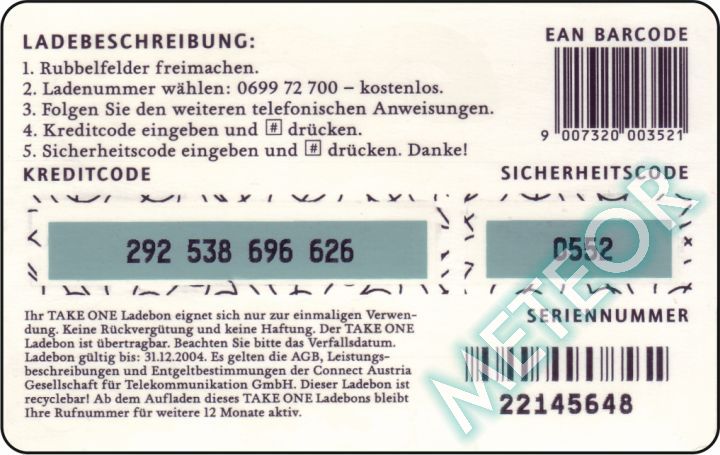 LADEBESCHREIBUNG:
1. Rubbelfelder freimachen.
2. Ladenummer wählen: 0699 72 700 – kostenlos.
3. Folgen Sie den weiteren telefonischen Anweisungen.
4. Kreditcode eingeben und # drücken.
5. Sicherheitscode eingeben und # drücken. Danke!
EAN BARCODE
9 007320 003521
KREDITCODE
292 538 696 626
SICHERHEITSCODE
0552
Ihr TAKE ONE Ladebon eignet sich nur zur einmaligen Verwen-
dung. Keine Rückvergütung und keine Haftung. Der TAKE ONE
Ladebon ist übertragbar. Beachten Sie bitte das Verfallsdatum.
Ladebon gültig bis: 31.12.2004. Es gelten die AGB, Leistungs-
beschreibungen und Entgeltbestimmungen der Connect Austria
Gesellschaft für Telekommunikation GmbH. Dieser Ladebon ist
recyclebar! Ab dem Aufladen dieses TAKE ONE Ladebons bleibt
Ihre Rufnummer für weitere 12 Monate aktiv.
SERIENNUMMER
22145648
METEOR